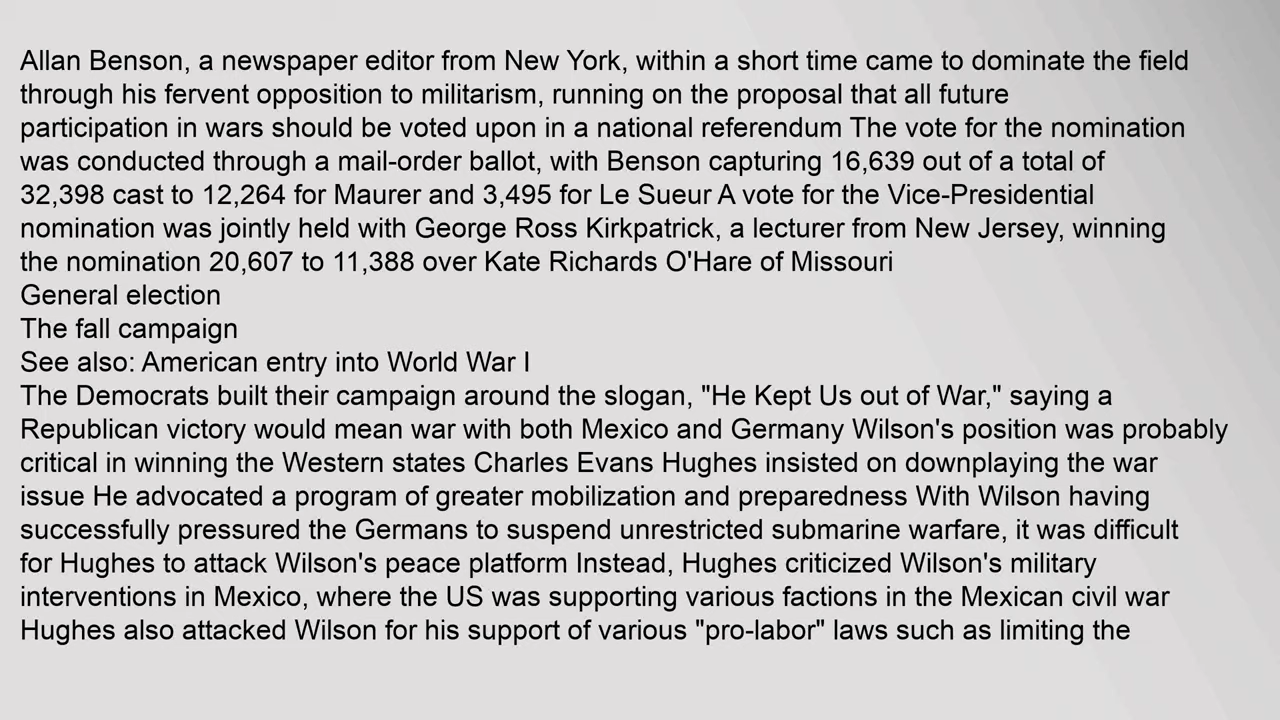 Allan Benson, a newspaper editor from New York, within a short time came to dominate the field
through his fervent opposition to militarism, running on the proposal that all future
participation in wars should be voted upon in a national referendum The vote for the nomination
was conducted through a mail-order ballot, with Benson capturing 16,639 out of a total of
32,398 cast to 12,264 for Maurer and 3,495 for Le Sueur A vote for the Vice-Presidential
nomination was jointly held with George Ross Kirkpatrick, a lecturer from New Jersey, winning
the nomination 20,607 to 11,388 over Kate Richards O'Hare of Missouri
General election
The fall campaign
See also: American entry into World War I
The Democrats built their campaign around the slogan, "He Kept Us out of War," saying a
Republican victory would mean war with both Mexico and Germany Wilson's position was probably
critical in winning the Western states Charles Evans Hughes insisted on downplaying the war
issue He advocated a program of greater mobilization and preparedness With Wilson having
successfully pressured the Germans to suspend unrestricted submarine warfare, it was difficult
for Hughes to attack Wilson's peace platform Instead, Hughes criticized Wilson's military
interventions in Mexico, where the US was supporting various factions in the Mexican civil war
Hughes also attacked Wilson for his support of various "pro-labor" laws such as limiting the